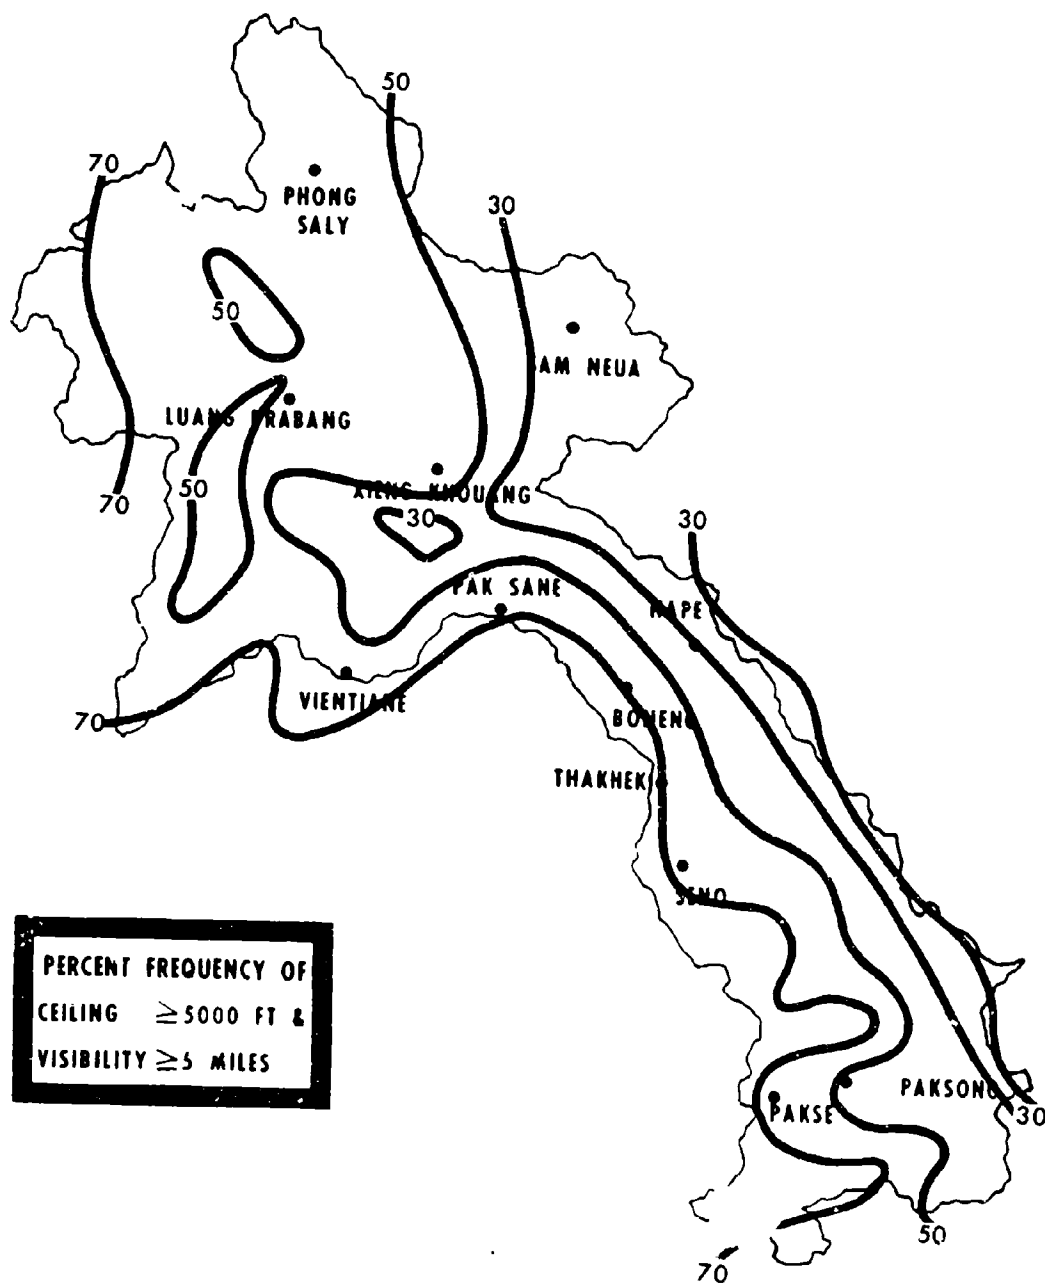 50
70
PHONG
SALY
30
50
AM NEUA
LUANG PRABANG
50
70
XIENG KHOUANG
30
30
PAK SANE
NAPE
VIENTIANE
70
BONENG
THAKHEK
SENO
PERCENT FREQUENCY OF
CEILING ≥5000 FT &
VISIBILITY ≥5 MILES
PAKSONG
PAKSE
30
50
70